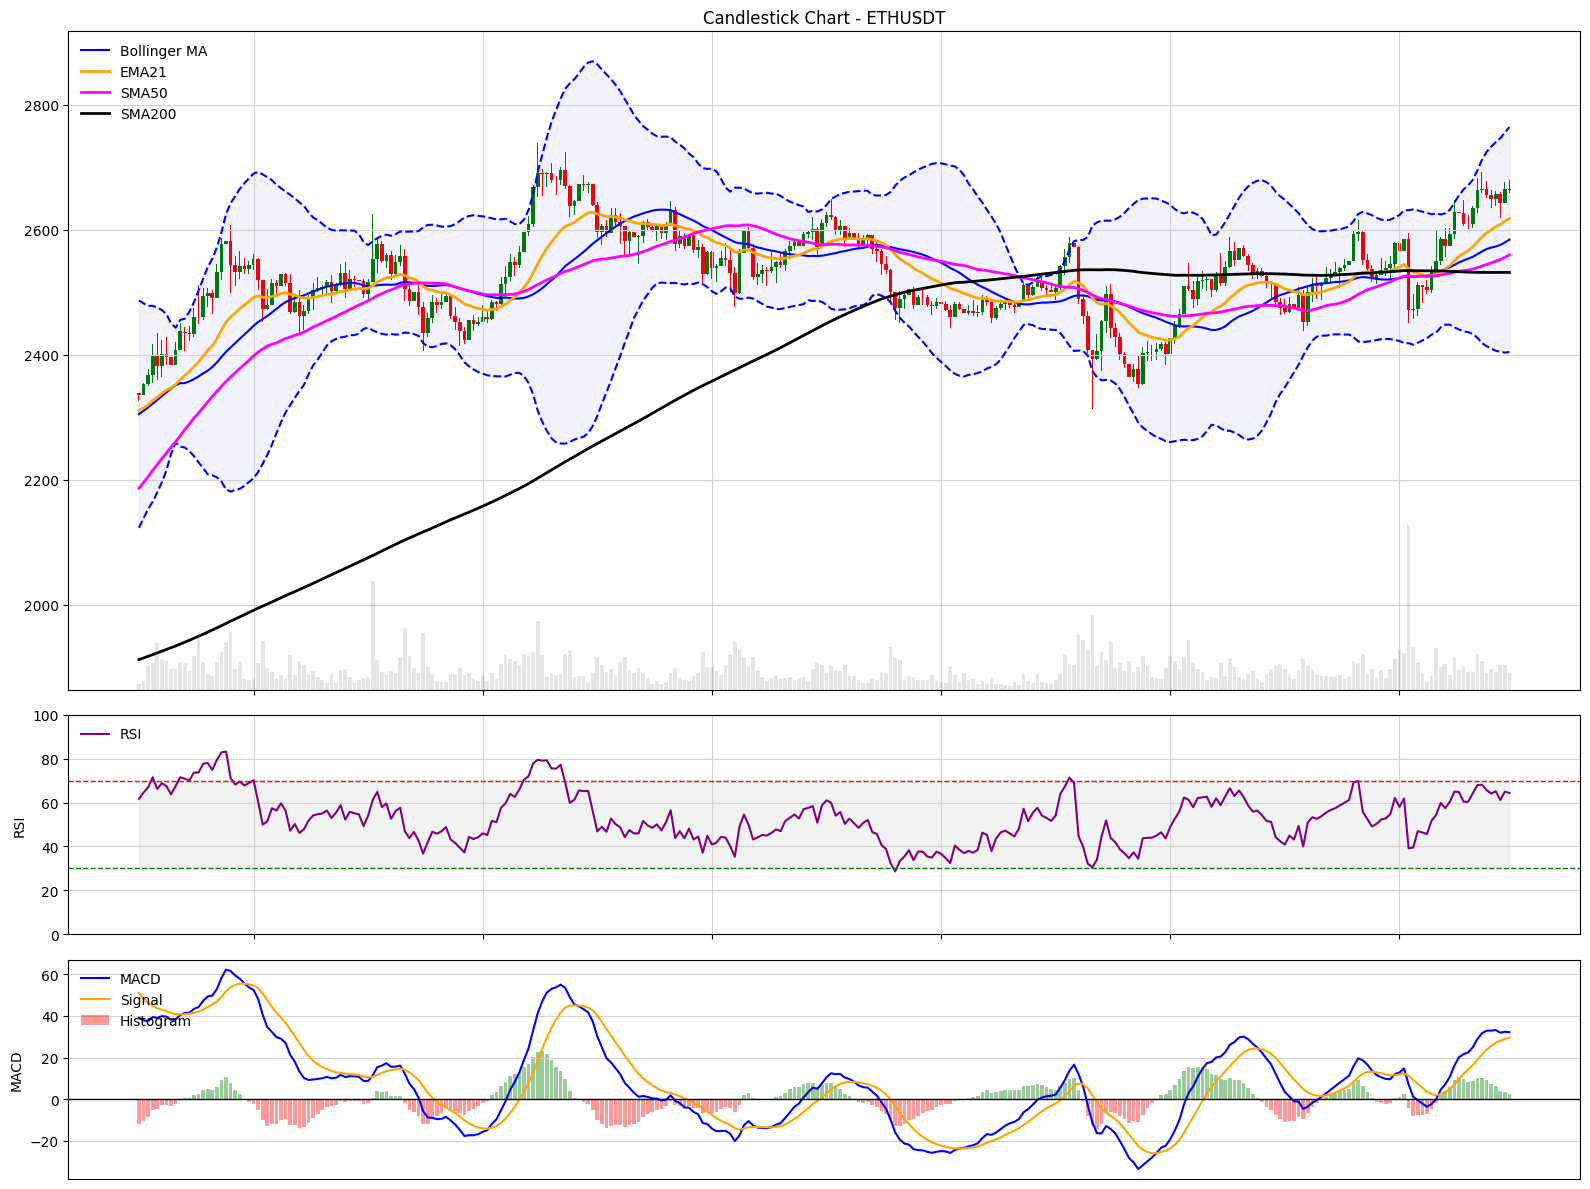 Candlestick Chart - ETHUSDT
Bollinger MA
EMA21
SMA50
SMA200
2800
2600
2400
2200
2000
RSI
100
80
60
40
20
0
RSI
MACD
Signal
Histogram
60
40
20
0
−20
MACD